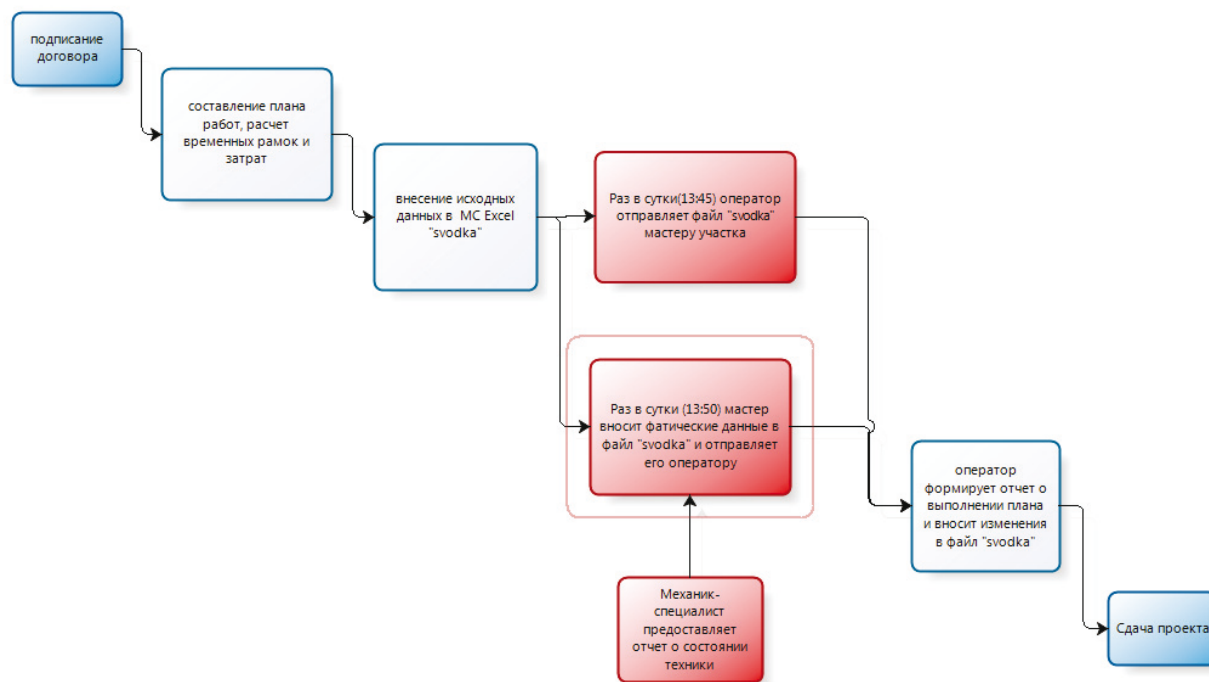 подписание
договора
составление плана
работ, расчет
временных рамок и
затрат
внесение исходных
данных в МС Excel
"svodka"
Раз в сутки(13:45) оператор
отправляет файл "svodka"
мастеру участка
Раз в сутки (13:50) мастер
вносит фатические данные в
файл "svodka" и отправляет
его оператору
Механик-
специалист
предоставляет
отчет о состоянии
техники
оператор
формирует отчет о
выполнении плана
и вносит изменения
в файл "svodka"
Сдача проекта